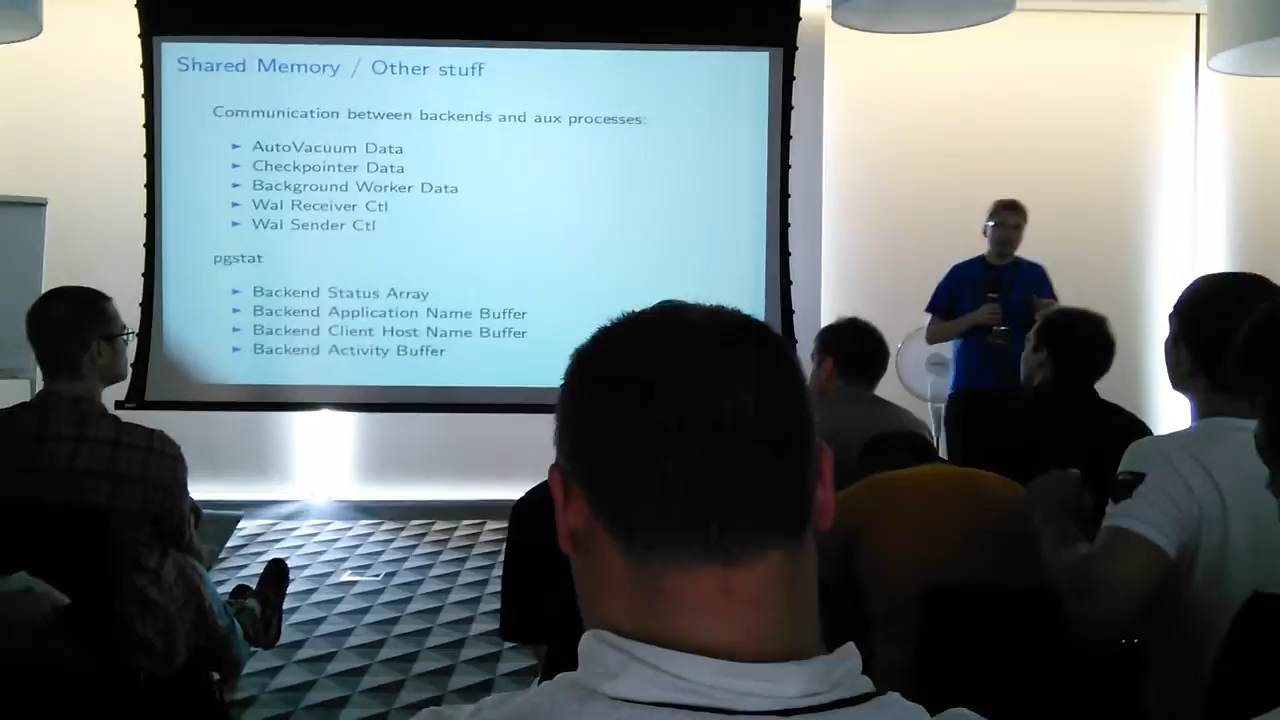 Shared Memory / Other stuff
Communication between backends and aux processes:
► AutoVacuum Data
► Checkpointer Data
► Background Worker Data
► Wal Receiver Ctl
► Wal Sender Ctl
pgstat
► Backend Status Array
► Backend Application Name Buffer
► Backend Client Host Name Buffer
► Backend Activity Buffer